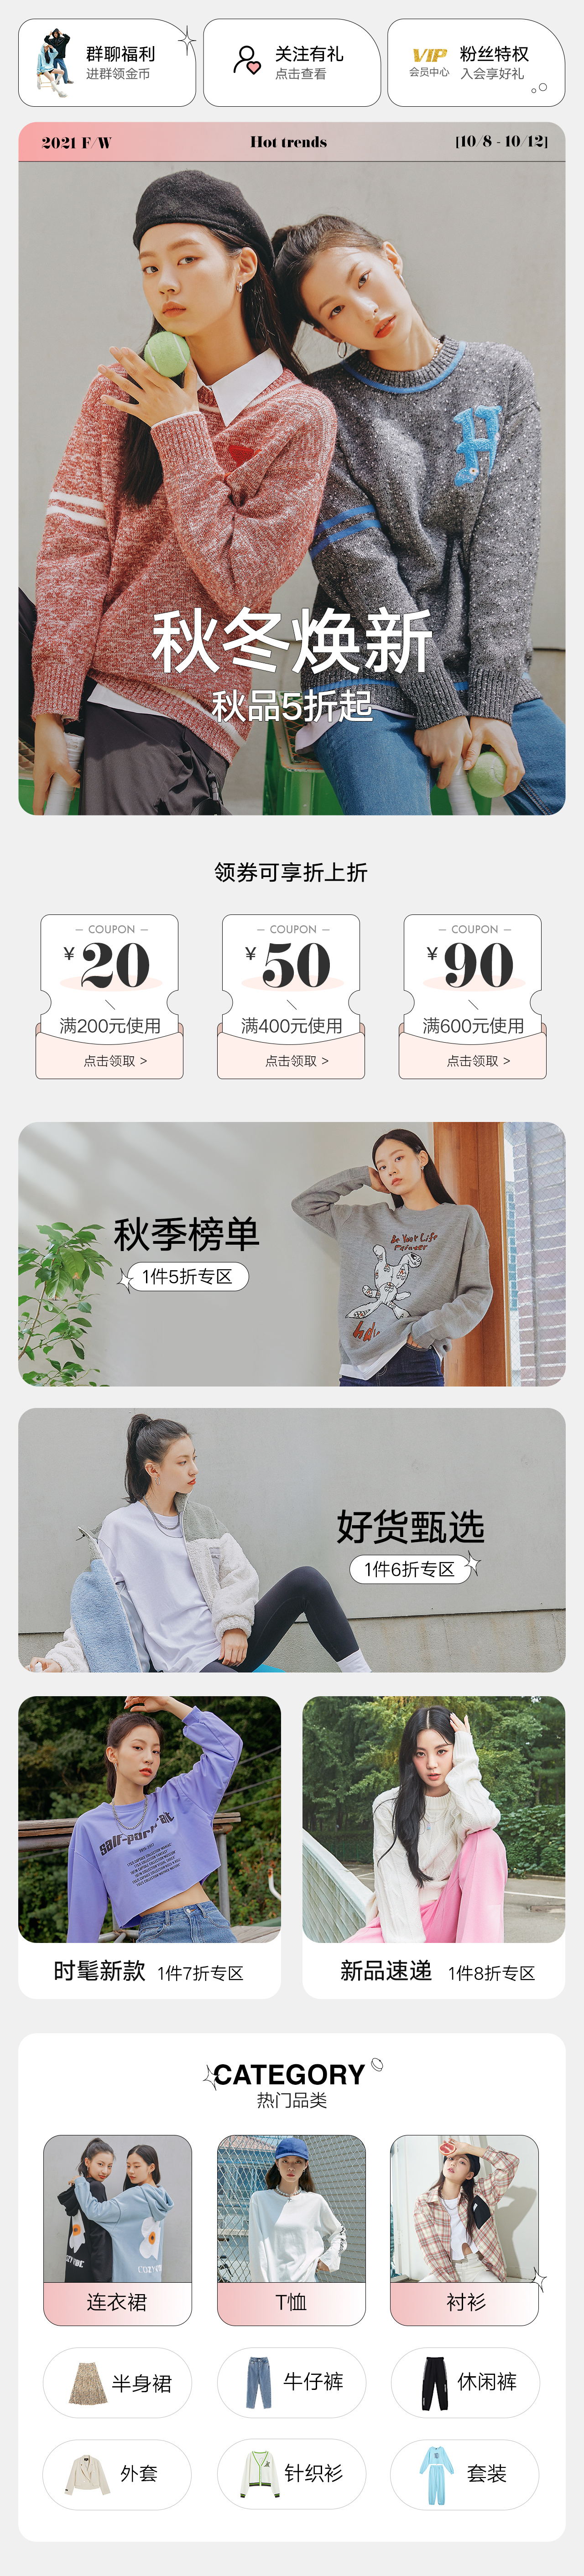 群聊福利
进群领金币
关注有礼
点击查看
VIP
会员中心
粉丝特权
入会享好礼
2021 F/W
Hot trends
[10/8 - 10/12]
H
秋冬焕新
秋品5折起
领券可享折上折
— COUPON —
¥20
满200元使用
点击领取 >
— COUPON —
¥50
满400元使用
点击领取 >
— COUPON —
¥90
满600元使用
点击领取 >
秋季榜单
1件5折专区
Be Your Life
Forever
好货甄选
1件6折专区
self-portrait
时髦新款 1件7折专区
新品速递 1件8折专区
CATEGORY
热门品类
连衣裙
T恤
衬衫
半身裙
牛仔裤
休闲裤
外套
针织衫
套装